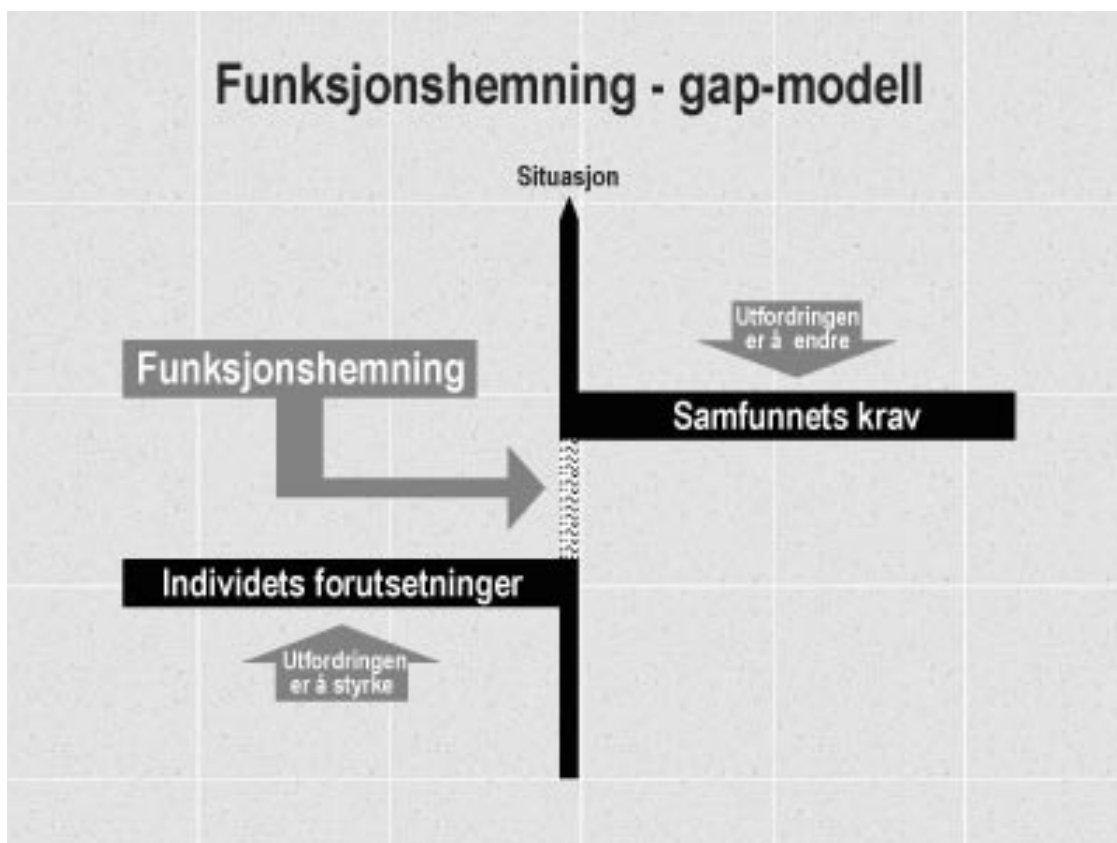 Funksjonshemning - gap-modell
Situasjon
Utfordringen
er å endre
Funksjonshemning
Samfunnets krav
Individets forutsetninger
Utfordringen
er å styrke